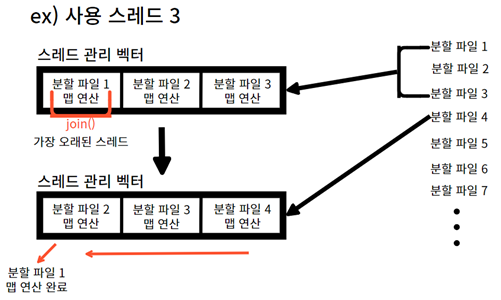 ex) 사용 스레드 3
스레드 관리 벡터
분할 파일 1
맵 연산
분할 파일 2
맵 연산
분할 파일 3
맵 연산
join()
가장 오래된 스레드
스레드 관리 벡터
분할 파일 2
맵 연산
분할 파일 3
맵 연산
분할 파일 4
맵 연산
분할 파일 1
맵 연산 완료
분할 파일 1
분할 파일 2
분할 파일 3
분할 파일 4
분할 파일 5
분할 파일 6
분할 파일 7